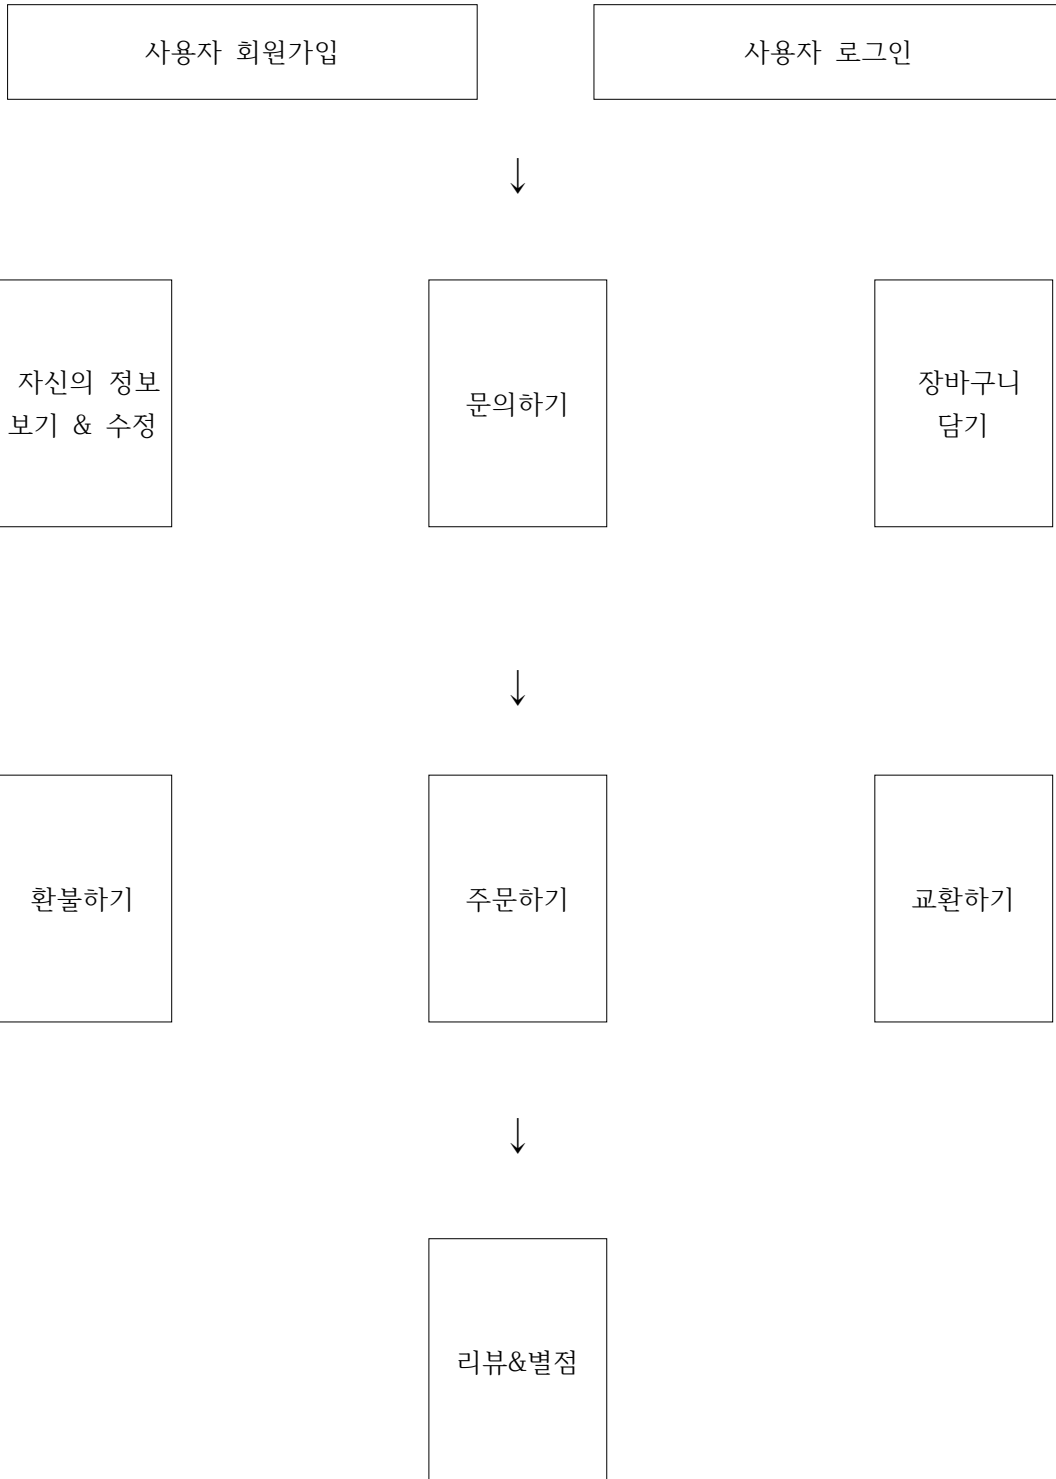 사용자 회원가입
사용자 로그인
↓
자신의 정보
보기 & 수정
문의하기
장바구니
담기
↓
환불하기
주문하기
교환하기
↓
리뷰&별점